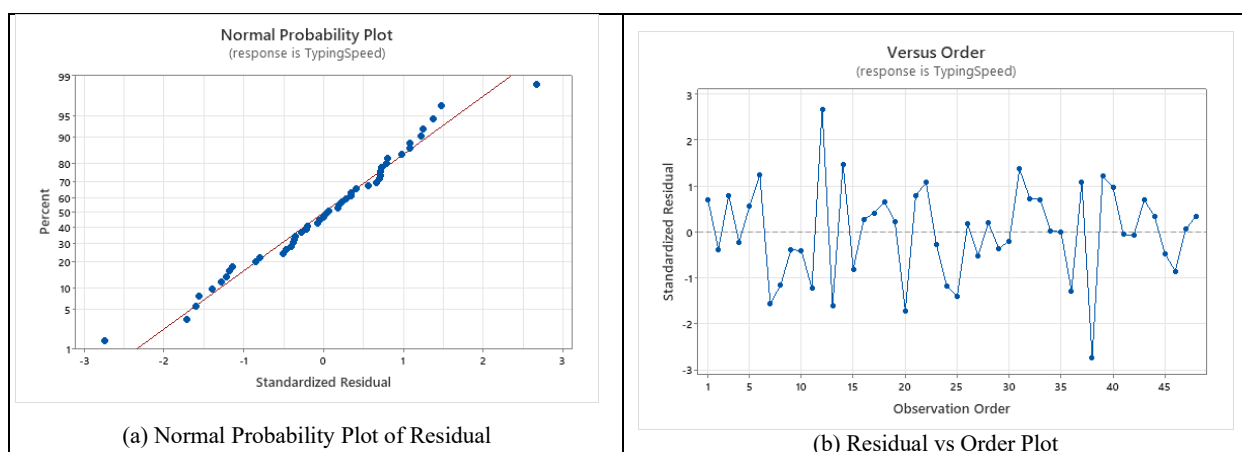 Normal Probability Plot
(response is TypingSpeed)
99
95
90
80
70
60
50
40
30
20
10
5
1
Percent
-3 -2 -1 0 1 2 3
Standardized Residual
(a) Normal Probability Plot of Residual
Versus Order
(response is TypingSpeed)
3
2
1
0
-1
-2
-3
Standardized Residual
1 5 10 15 20 25 30 35 40 45
Observation Order
(b) Residual vs Order Plot